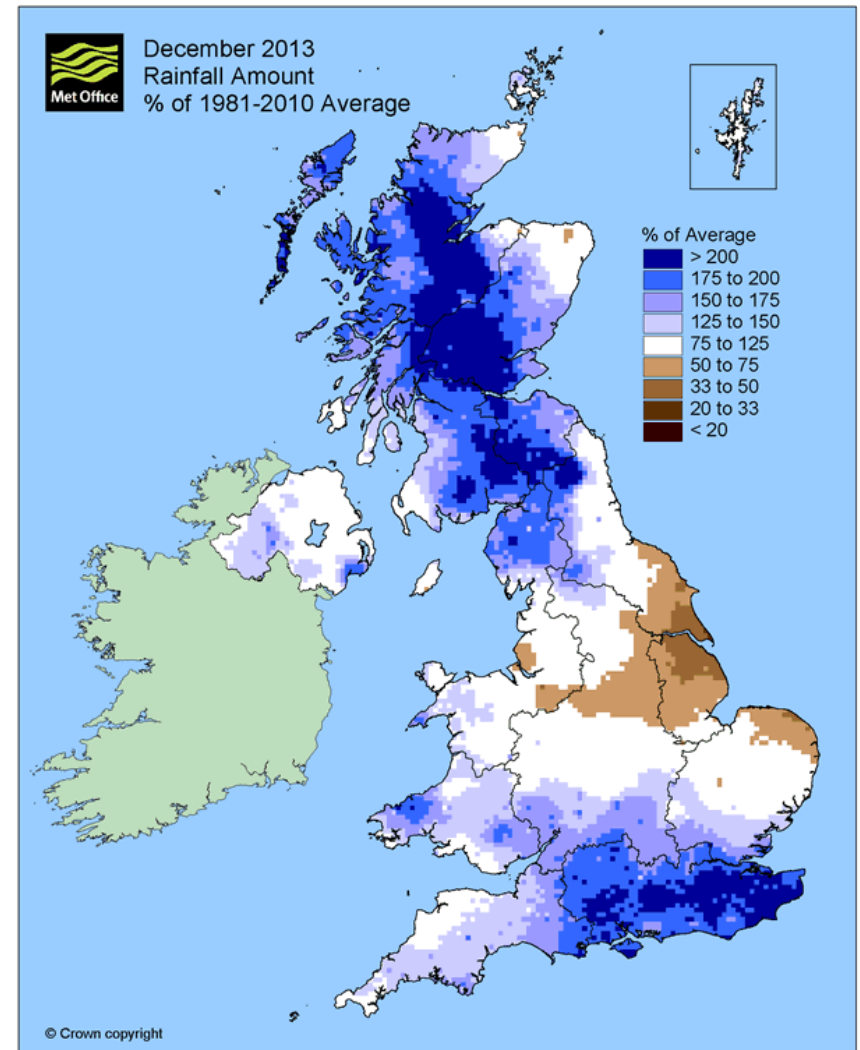 Met Office
December 2013
Rainfall Amount
% of 1981-2010 Average
% of Average
> 200
175 to 200
150 to 175
125 to 150
75 to 125
50 to 75
33 to 50
20 to 33
< 20
© Crown copyright